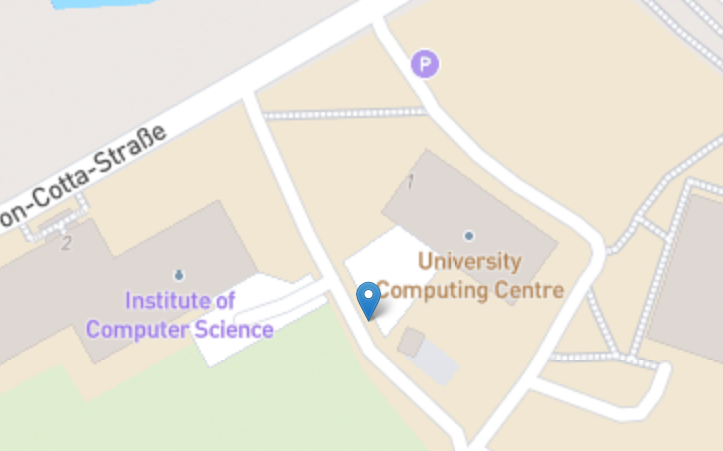 P
on-Cotta-Straße
1
2
University
Computing Centre
Institute of
Computer Science